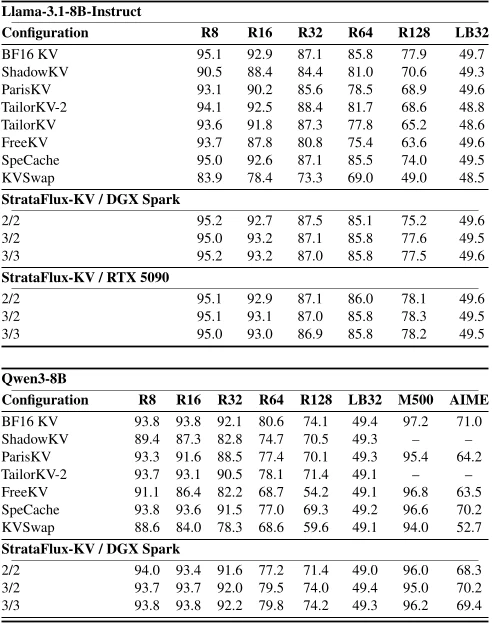 Llama-3.1-8B-Instruct
Configuration R8 R16 R32 R64 R128 LB32
BF16 KV 95.1 92.9 87.1 85.8 77.9 49.7
ShadowKV 90.5 88.4 84.4 81.0 70.6 49.3
ParisKV 93.1 90.2 85.6 78.5 68.9 49.6
TailorKV-2 94.1 92.5 88.4 81.7 68.6 48.8
TailorKV 93.6 91.8 87.3 77.8 65.2 48.6
FreeKV 93.7 87.8 80.8 75.4 63.6 49.6
SpeCache 95.0 92.6 87.1 85.5 74.0 49.5
KVSwap 83.9 78.4 73.3 69.0 49.0 48.5
StrataFlux-KV / DGX Spark
2/2 95.2 92.7 87.5 85.1 75.2 49.6
3/2 95.0 93.2 87.1 85.8 77.6 49.5
3/3 95.2 93.2 87.0 85.8 77.5 49.6
StrataFlux-KV / RTX 5090
2/2 95.1 92.9 87.1 86.0 78.1 49.6
3/2 95.1 93.1 87.0 85.8 78.3 49.5
3/3 95.0 93.0 86.9 85.8 78.2 49.5
Qwen3-8B
Configuration R8 R16 R32 R64 R128 LB32 M500 AIME
BF16 KV 93.8 93.8 92.1 80.6 74.1 49.4 97.2 71.0
ShadowKV 89.4 87.3 82.8 74.7 70.5 49.3 – –
ParisKV 93.3 91.6 88.5 77.4 70.1 49.3 95.4 64.2
TailorKV-2 93.7 93.1 90.5 78.1 71.4 49.1 – –
FreeKV 91.1 86.4 82.2 68.7 54.2 49.1 96.8 63.5
SpeCache 93.8 93.6 91.5 77.0 69.3 49.2 96.6 70.2
KVSwap 88.6 84.0 78.3 68.6 59.6 49.1 94.0 52.7
StrataFlux-KV / DGX Spark
2/2 94.0 93.4 91.6 77.2 71.4 49.0 96.0 68.3
3/2 93.7 93.7 92.0 79.5 74.0 49.4 95.0 70.2
3/3 93.8 93.8 92.2 79.8 74.2 49.3 96.2 69.4